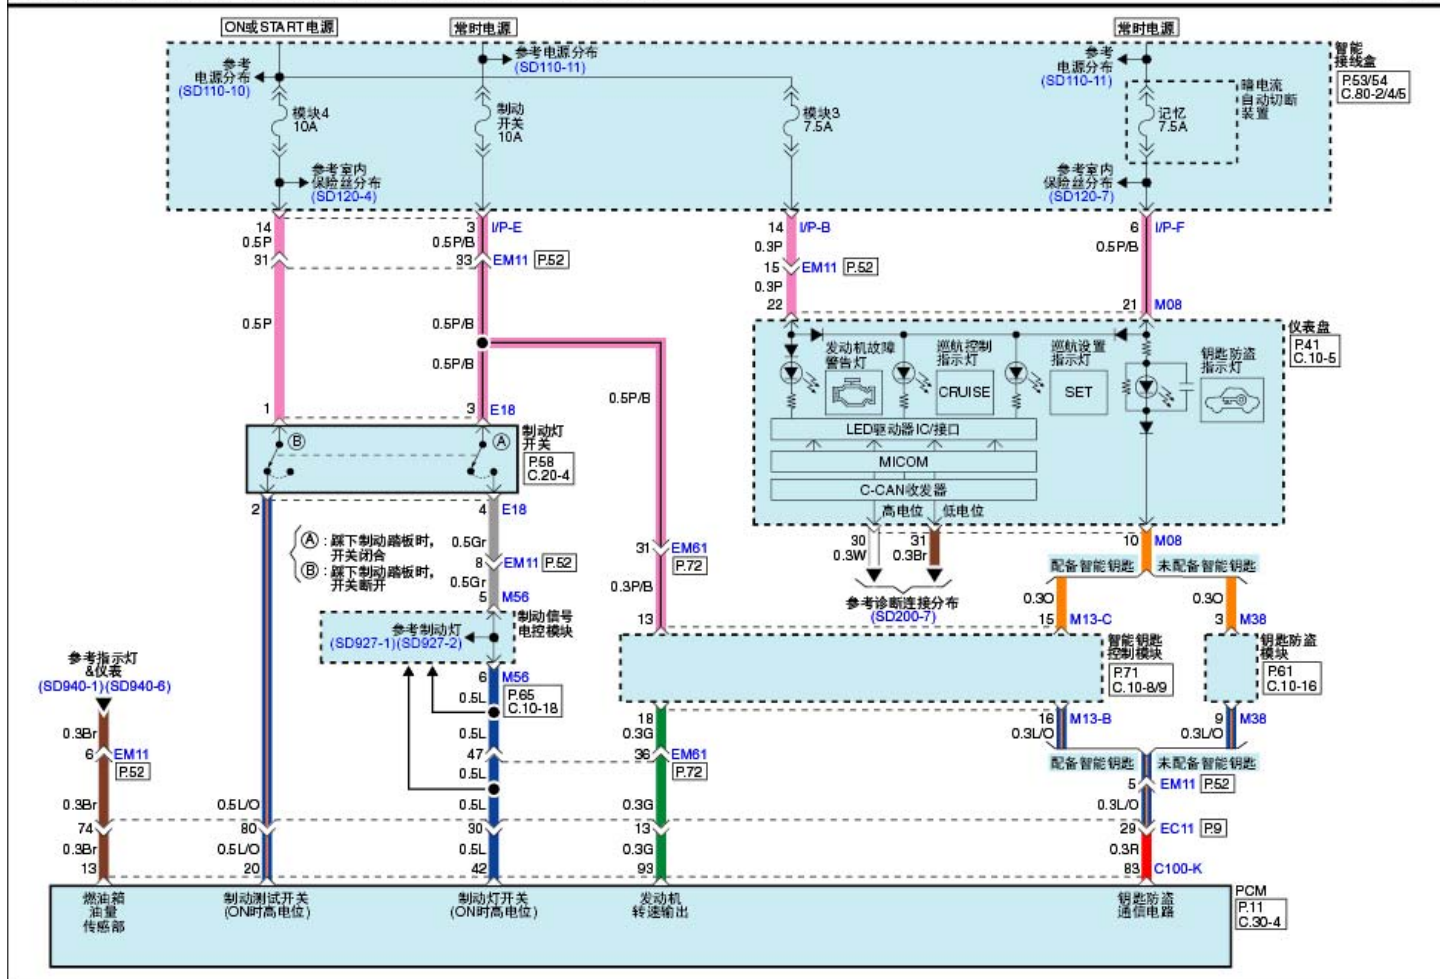 ON或START电源
常时电源
常时电源
参考
电源分布
(SD110-10)
参考电源分布
(SD110-11)
参考
电源分布
(SD110-11)
智能
接线盒
P.53/54
C.80-2/4/5
模块4
10A
制动
开关
10A
模块3
7.5A
记忆
7.5A
暗电流
自动切断
装置
参考室内
保险丝分布
(SD120-4)
参考室内
保险丝分布
(SD120-7)
14
3
I/P-E
14
I/P-B
6
I/P-F
0.5P
0.5P/B
0.3P
0.5P/B
31
33
EM11
P.52
15
EM11
P.52
0.3P
22
21
M08
0.5P
0.5P/B
0.5P/B
0.5P/B
仪表盘
P.41
C.10-5
发动机故障
警告灯
巡航控制
指示灯
CRUISE
巡航设置
指示灯
SET
钥匙防盗
指示灯
LED驱动器IC/接口
MICOM
C-CAN收发器
高电位
低电位
1
3
E18
B
A
制动灯
开关
P.58
C.20-4
2
4
E18
A：踩下制动踏板时，
开关闭合
B：踩下制动踏板时，
开关断开
0.5Gr
8
EM11
P.52
0.5Gr
5
M56
30
31
0.3W
0.3Br
参考诊断连接分布
(SD200-7)
10
M08
配备智能钥匙
未配备智能钥匙
31
EM61
P.72
0.3P/B
13
0.3O
0.3O
15
M13-C
3
M38
制动信号
电控模块
参考制动灯
(SD927-1)(SD927-2)
智能钥匙
控制模块
P.71
C.10-8/9
钥匙防盗
模块
P.61
C.10-16
参考指示灯
&仪表
(SD940-1)(SD940-6)
6
M56
P.65
C.10-18
0.5L
0.5L
18
0.3G
16
M13-B
0.3L/O
9
M38
0.3L/O
0.3Br
6
EM11
P.52
47
0.5L
36
EM61
P.72
配备智能钥匙
未配备智能钥匙
5
EM11
P.52
0.3Br
0.5L/O
0.5L
0.3G
0.3L/O
74
80
30
13
29
EC11
P.9
0.3Br
0.5L/O
0.5L
0.3G
0.3R
13
20
42
93
83
C100-K
燃油箱
油量
传感部
制动测试开关
(ON时高电位)
制动灯开关
(ON时高电位)
发动机
转速输出
钥匙防盗
通信电路
PCM
P.11
C.30-4